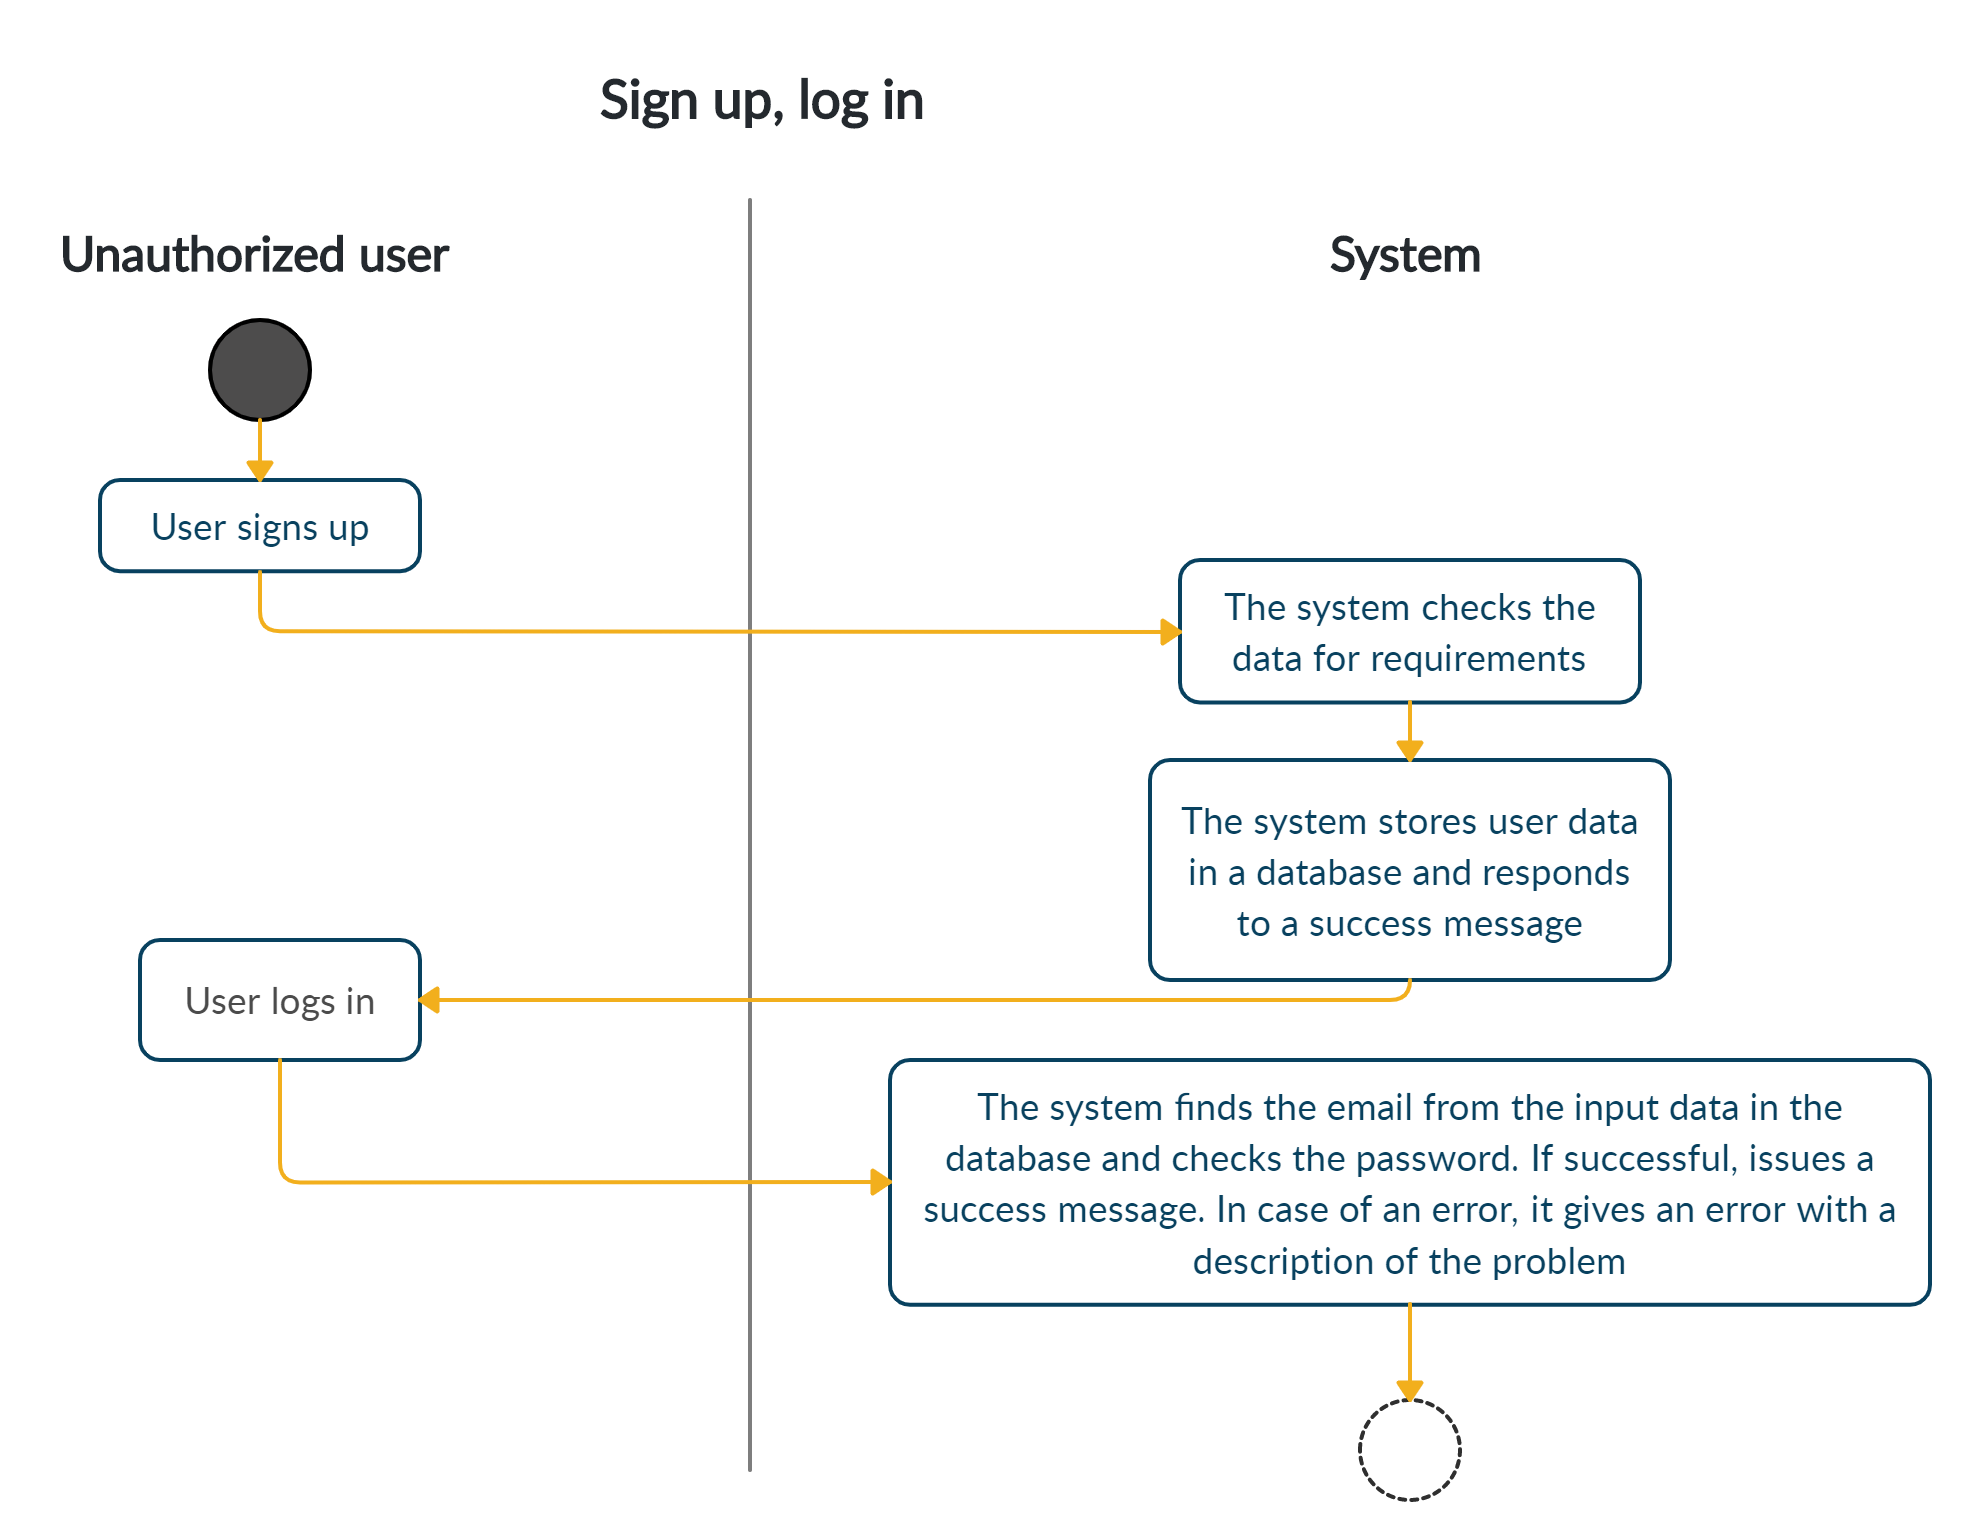 Sign up, log in
Unauthorized user
System
User signs up
The system checks the
data for requirements
The system stores user data
in a database and responds
to a success message
User logs in
The system finds the email from the input data in the
database and checks the password. If successful, issues a
success message. In case of an error, it gives an error with a
description of the problem